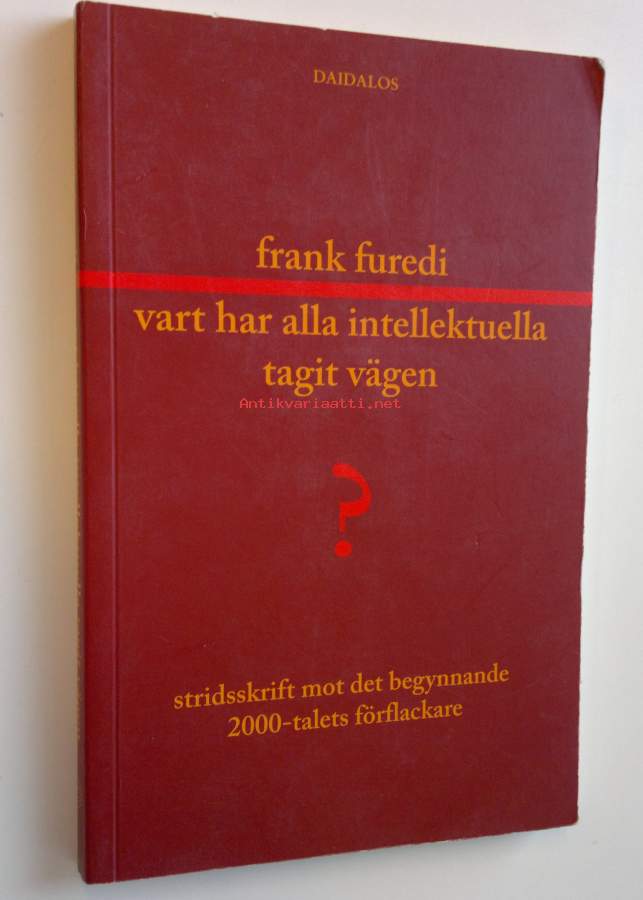 DAIDALOS
frank furedi
vart har alla intellektuella
tagit vägen
Antikvariaatti.net
?
stridsskrift mot det begynnande
2000-talets förflackare